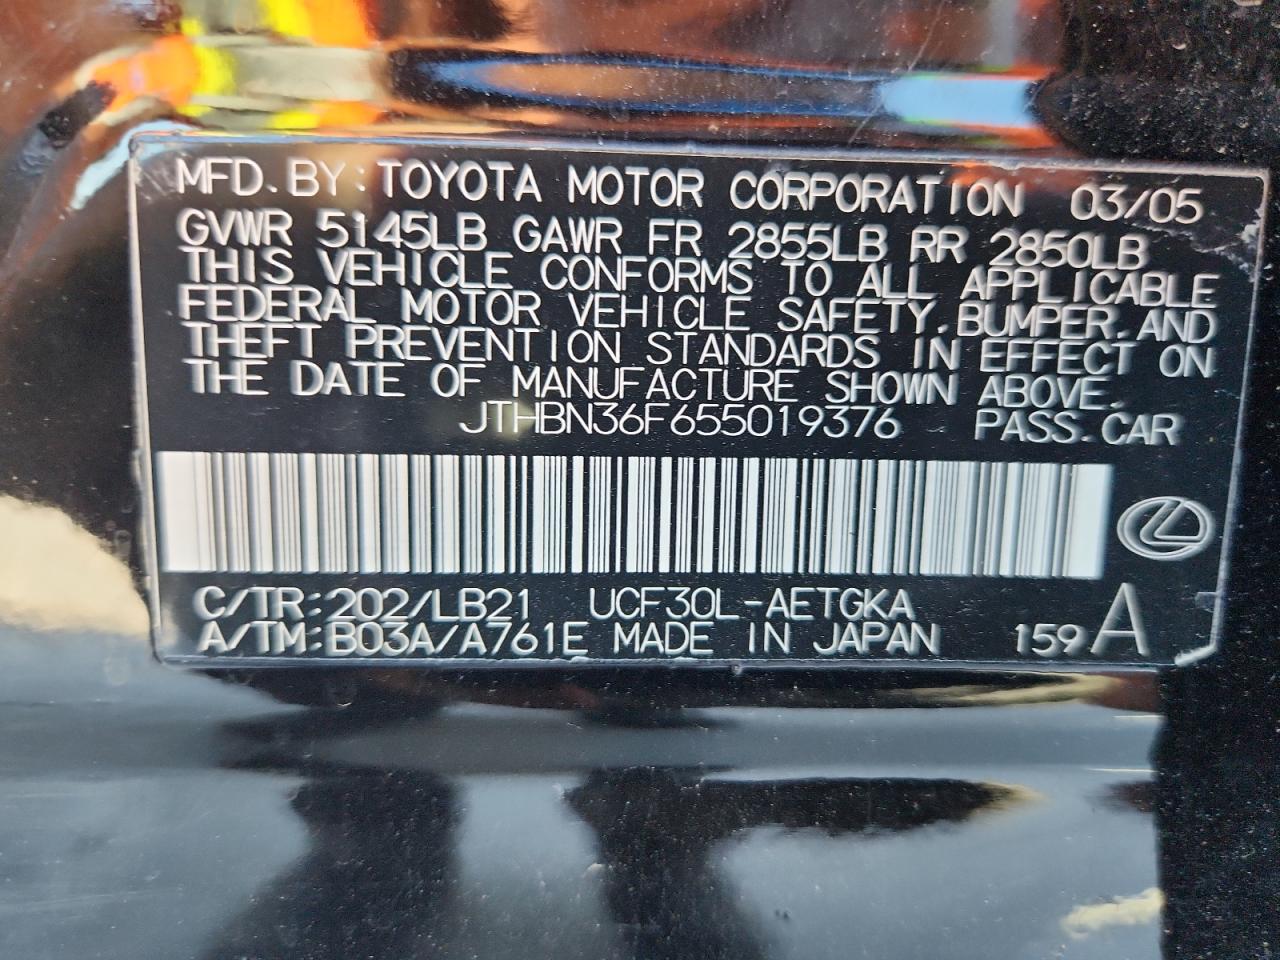 MFD. BY: TOYOTA MOTOR CORPORATION 03/05
GVWR 5145LB GAWR FR 2855LB RR 2850LB
THIS VEHICLE CONFORMS TO ALL APPLICABLE
FEDERAL MOTOR VEHICLE SAFETY, BUMPER, AND
THEFT PREVENTION STANDARDS IN EFFECT ON
THE DATE OF MANUFACTURE SHOWN ABOVE.
JTHBN36F655019376 PASS. CAR
C/TR: 202/LB21 UCF30L-AETGKA
A/TM: B03A/A761E MADE IN JAPAN 159 A